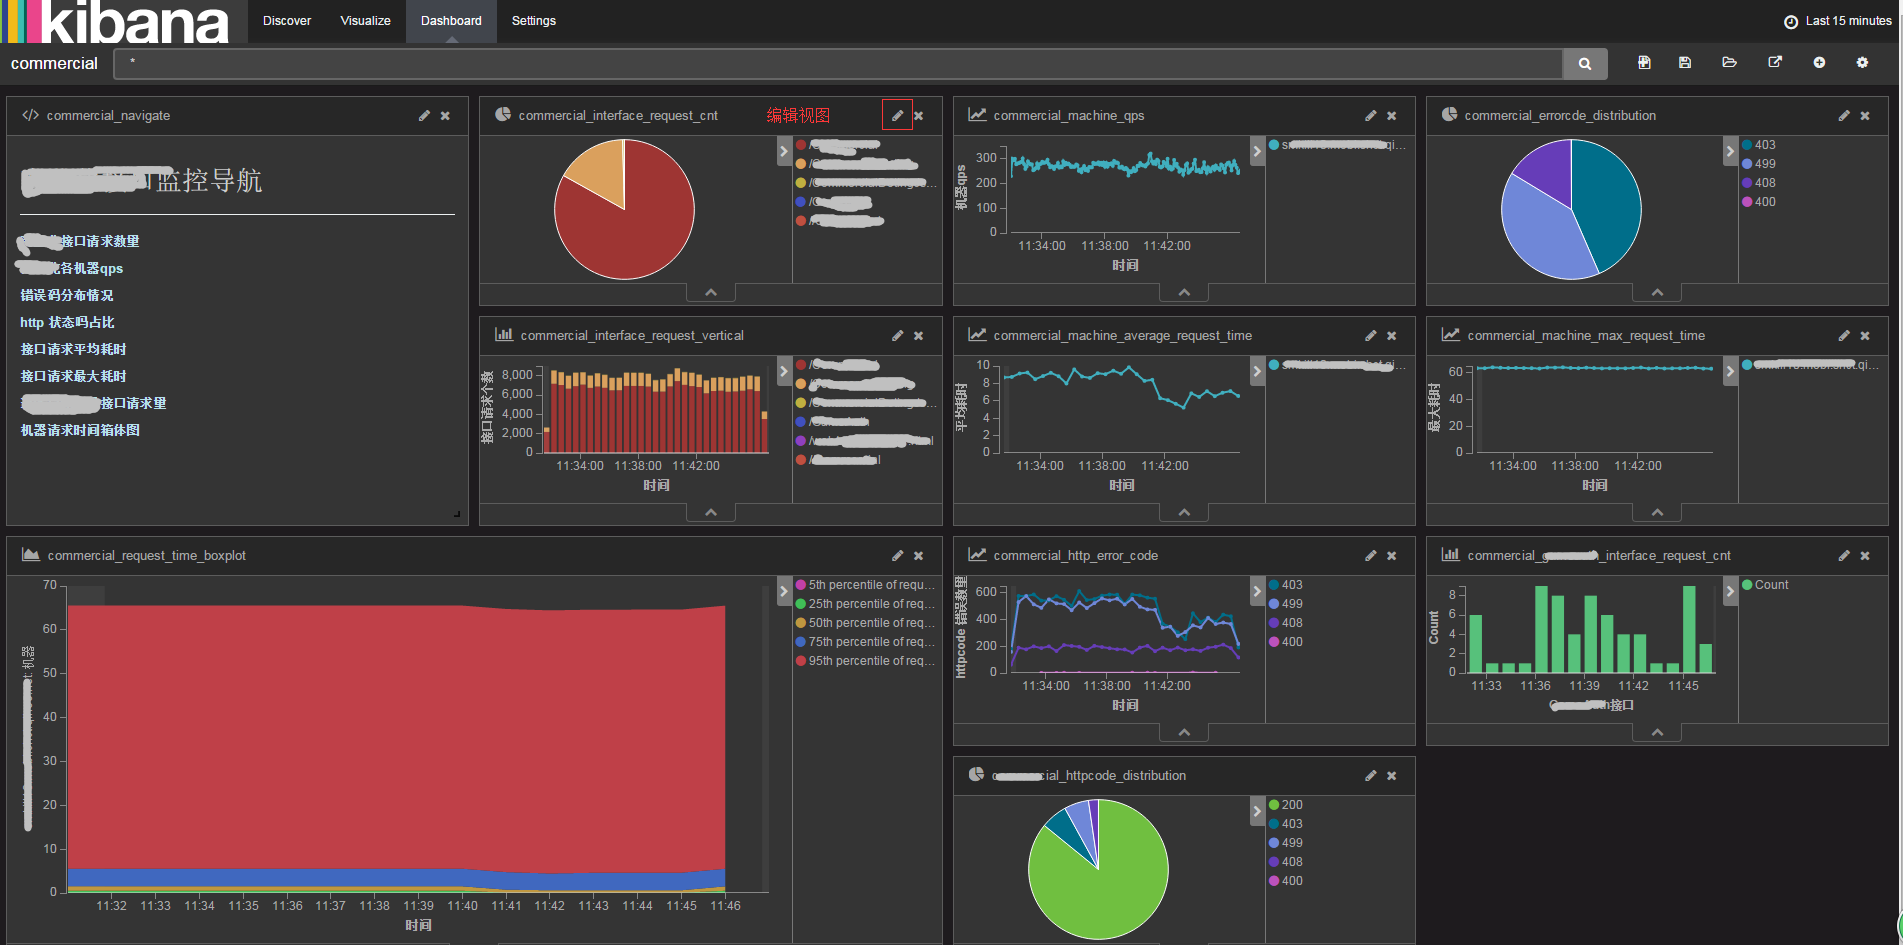 kibana
Discover
Visualize
Dashboard
Settings
Last 15 minutes
commercial
*
commercial_navigate
监控导航
接口请求数量
各机器qps
错误码分布情况
http 状态吗占比
接口请求平均耗时
接口请求最大耗时
接口请求量
机器请求时间箱体图
commercial_interface_request_cnt
编辑视图
commercial_machine_qps
机器qps
300
200
100
0
11:34:00
11:38:00
11:42:00
时间
commercial_errorcde_distribution
403
499
408
400
commercial_interface_request_vertical
接口请求个数
8,000
6,000
4,000
2,000
0
11:34:00
11:38:00
11:42:00
时间
commercial_machine_average_request_time
平均耗时
10
8
6
4
2
0
11:34:00
11:38:00
11:42:00
时间
commercial_machine_max_request_time
最大耗时
60
40
20
0
11:34:00
11:38:00
11:42:00
时间
commercial_request_time_boxplot
机器
70
60
50
40
30
20
10
0
11:32
11:33
11:34
11:35
11:36
11:37
11:38
11:39
11:40
11:41
11:42
11:43
11:44
11:45
11:46
时间
5th percentile of requ...
25th percentile of req...
50th percentile of req...
75th percentile of req...
95th percentile of req...
commercial_http_error_code
httpcode 错误数量
600
400
200
0
11:34:00
11:38:00
11:42:00
时间
403
499
408
400
commercial_
_interface_request_cnt
Count
8
6
4
2
0
11:33
11:36
11:39
11:42
11:45
接口
Count
cial_httpcode_distribution
200
403
499
408
400